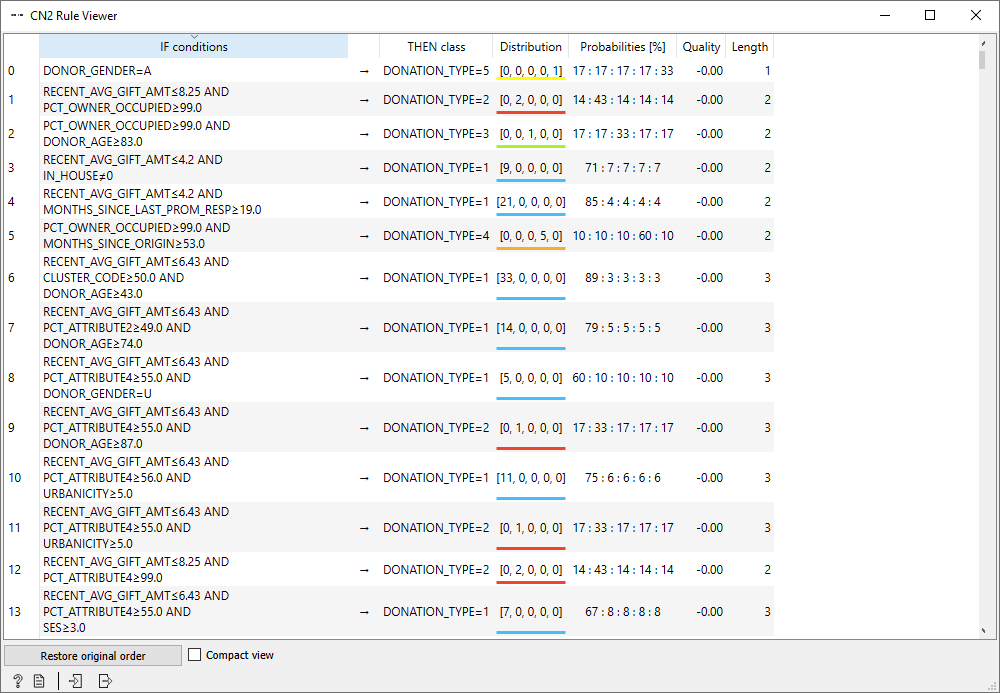 CN2 Rule Viewer
IF conditions THEN class Distribution Probabilities [%] Quality Length
0 DONOR_GENDER=A → DONATION_TYPE=5 [0, 0, 0, 0, 1] 17 : 17 : 17 : 17 : 33 -0.00 1
RECENT_AVG_GIFT_AMT≤8.25 AND
1 → DONATION_TYPE=2 [0, 2, 0, 0, 0] 14 : 43 : 14 : 14 : 14 -0.00 2
PCT_OWNER_OCCUPIED≥99.0
PCT_OWNER_OCCUPIED≥99.0 AND
2 → DONATION_TYPE=3 [0, 0, 1, 0, 0] 17 : 17 : 33 : 17 : 17 -0.00 2
DONOR_AGE≥83.0
RECENT_AVG_GIFT_AMT≤4.2 AND
3 → DONATION_TYPE=1 [9, 0, 0, 0, 0] 71 : 7 : 7 : 7 : 7 -0.00 2
IN_HOUSE≠0
RECENT_AVG_GIFT_AMT≤4.2 AND
4 → DONATION_TYPE=1 [21, 0, 0, 0, 0] 85 : 4 : 4 : 4 : 4 -0.00 2
MONTHS_SINCE_LAST_PROM_RESP≥19.0
PCT_OWNER_OCCUPIED≥99.0 AND
5 → DONATION_TYPE=4 [0, 0, 0, 5, 0] 10 : 10 : 10 : 60 : 10 -0.00 2
MONTHS_SINCE_ORIGIN≥53.0
RECENT_AVG_GIFT_AMT≤6.43 AND
6 CLUSTER_CODE≥50.0 AND → DONATION_TYPE=1 [33, 0, 0, 0, 0] 89 : 3 : 3 : 3 : 3 -0.00 3
DONOR_AGE≥43.0
RECENT_AVG_GIFT_AMT≤6.43 AND
7 PCT_ATTRIBUTE2≥49.0 AND → DONATION_TYPE=1 [14, 0, 0, 0, 0] 79 : 5 : 5 : 5 : 5 -0.00 3
DONOR_AGE≥74.0
RECENT_AVG_GIFT_AMT≤6.43 AND
8 PCT_ATTRIBUTE4≥55.0 AND → DONATION_TYPE=1 [5, 0, 0, 0, 0] 60 : 10 : 10 : 10 : 10 -0.00 3
DONOR_GENDER=U
RECENT_AVG_GIFT_AMT≤6.43 AND
9 PCT_ATTRIBUTE4≥55.0 AND → DONATION_TYPE=2 [0, 1, 0, 0, 0] 17 : 33 : 17 : 17 : 17 -0.00 3
DONOR_AGE≥87.0
RECENT_AVG_GIFT_AMT≤6.43 AND
10 PCT_ATTRIBUTE4≥56.0 AND → DONATION_TYPE=1 [11, 0, 0, 0, 0] 75 : 6 : 6 : 6 : 6 -0.00 3
URBANICITY≥5.0
RECENT_AVG_GIFT_AMT≤6.43 AND
11 PCT_ATTRIBUTE4≥55.0 AND → DONATION_TYPE=2 [0, 1, 0, 0, 0] 17 : 33 : 17 : 17 : 17 -0.00 3
URBANICITY≥5.0
RECENT_AVG_GIFT_AMT≤8.25 AND
12 → DONATION_TYPE=2 [0, 2, 0, 0, 0] 14 : 43 : 14 : 14 : 14 -0.00 2
PCT_ATTRIBUTE4≥99.0
RECENT_AVG_GIFT_AMT≤6.43 AND
13 PCT_ATTRIBUTE4≥55.0 AND → DONATION_TYPE=1 [7, 0, 0, 0, 0] 67 : 8 : 8 : 8 : 8 -0.00 3
SES≥3.0
Restore original order Compact view
?